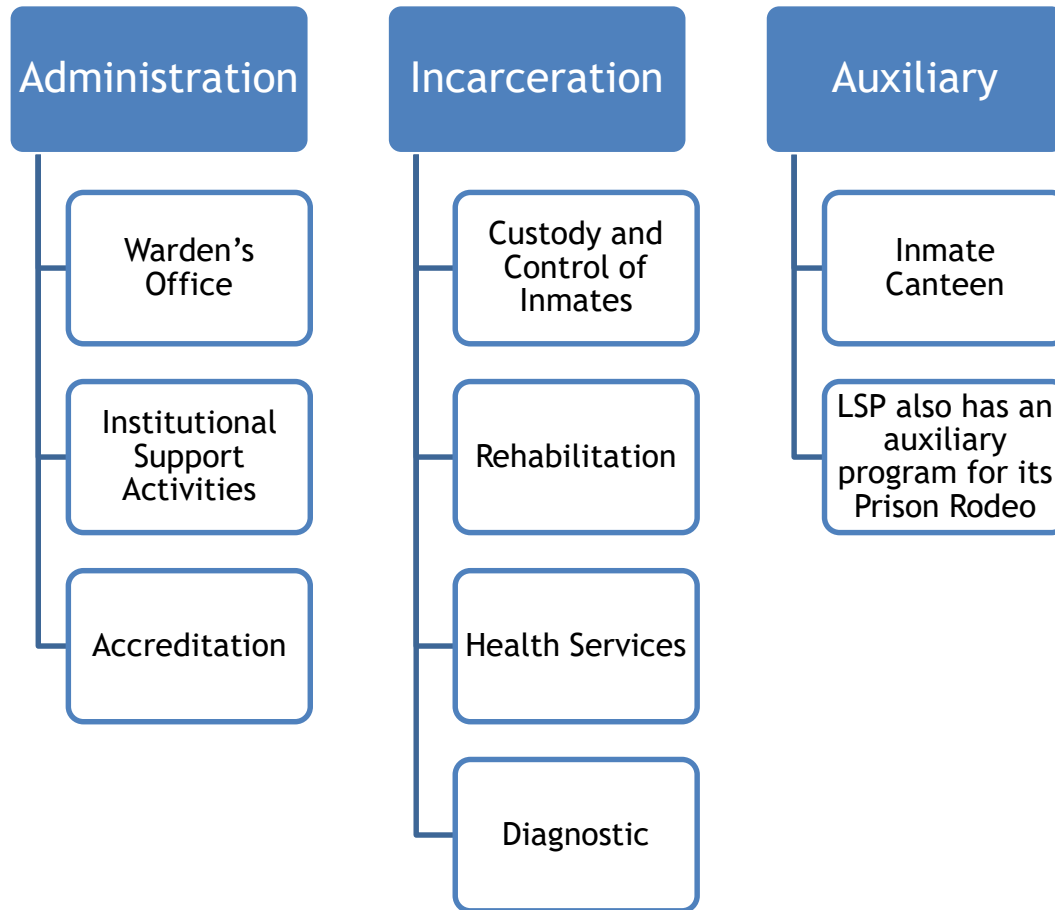 Administration
Warden’s
Office
Institutional
Support
Activities
Accreditation
Incarceration
Custody and
Control of
Inmates
Rehabilitation
Health Services
Diagnostic
Auxiliary
Inmate
Canteen
LSP also has an
auxiliary
program for its
Prison Rodeo